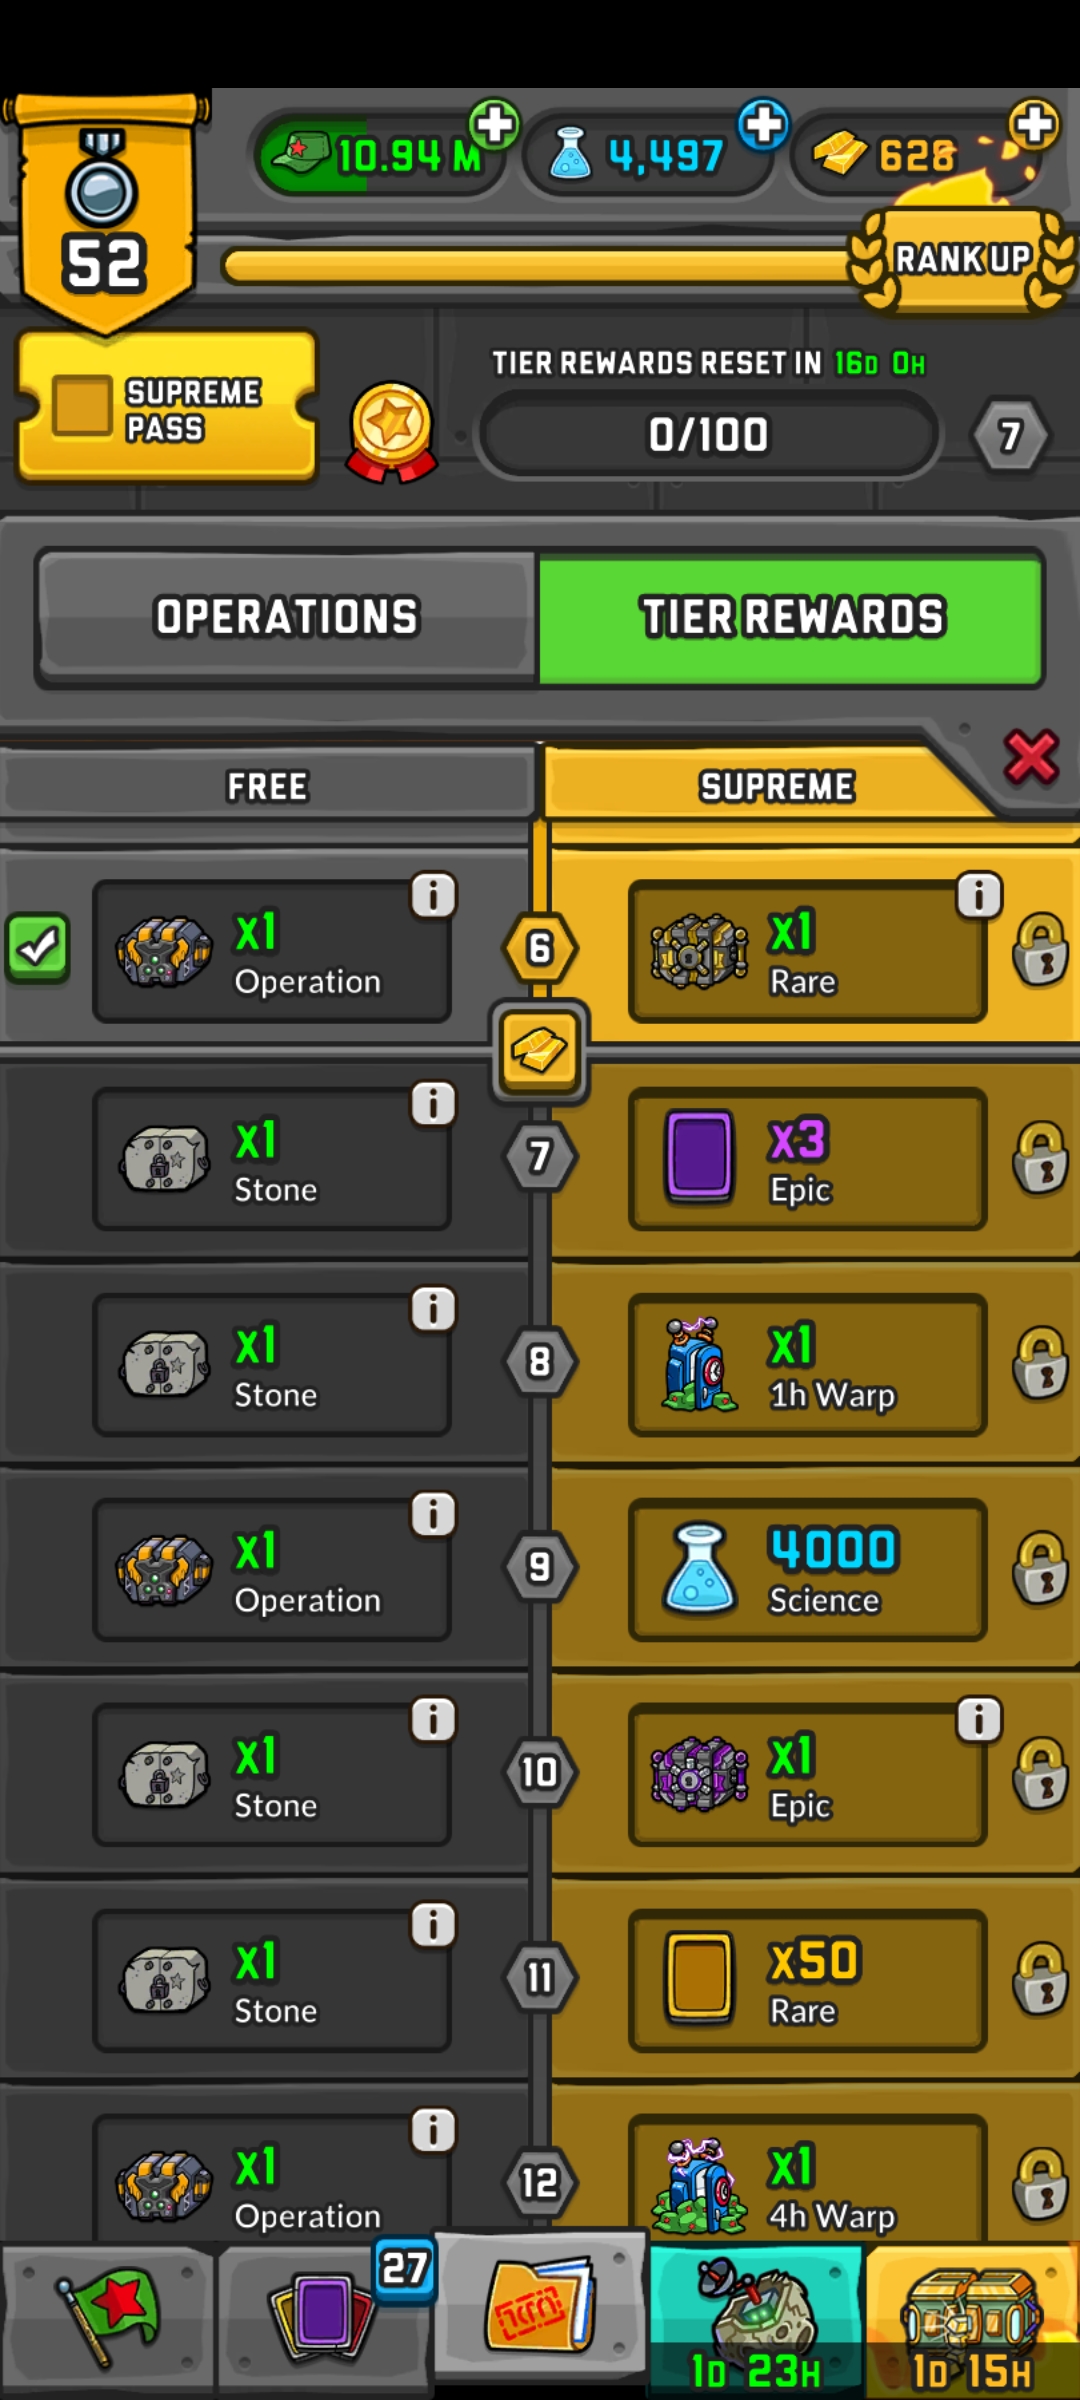 52
10.94 M
4,497
628
RANK UP
SUPREME
PASS
TIER REWARDS RESET IN 16D 0H
0/100
7
OPERATIONS
TIER REWARDS
FREE
SUPREME
X1
Operation
6
X1
Rare
X1
Stone
7
X3
Epic
X1
Stone
8
X1
1h Warp
X1
Operation
9
4000
Science
X1
Stone
10
X1
Epic
X1
Stone
11
X50
Rare
X1
Operation
12
X1
4h Warp
27
1D 23H
1D 15H